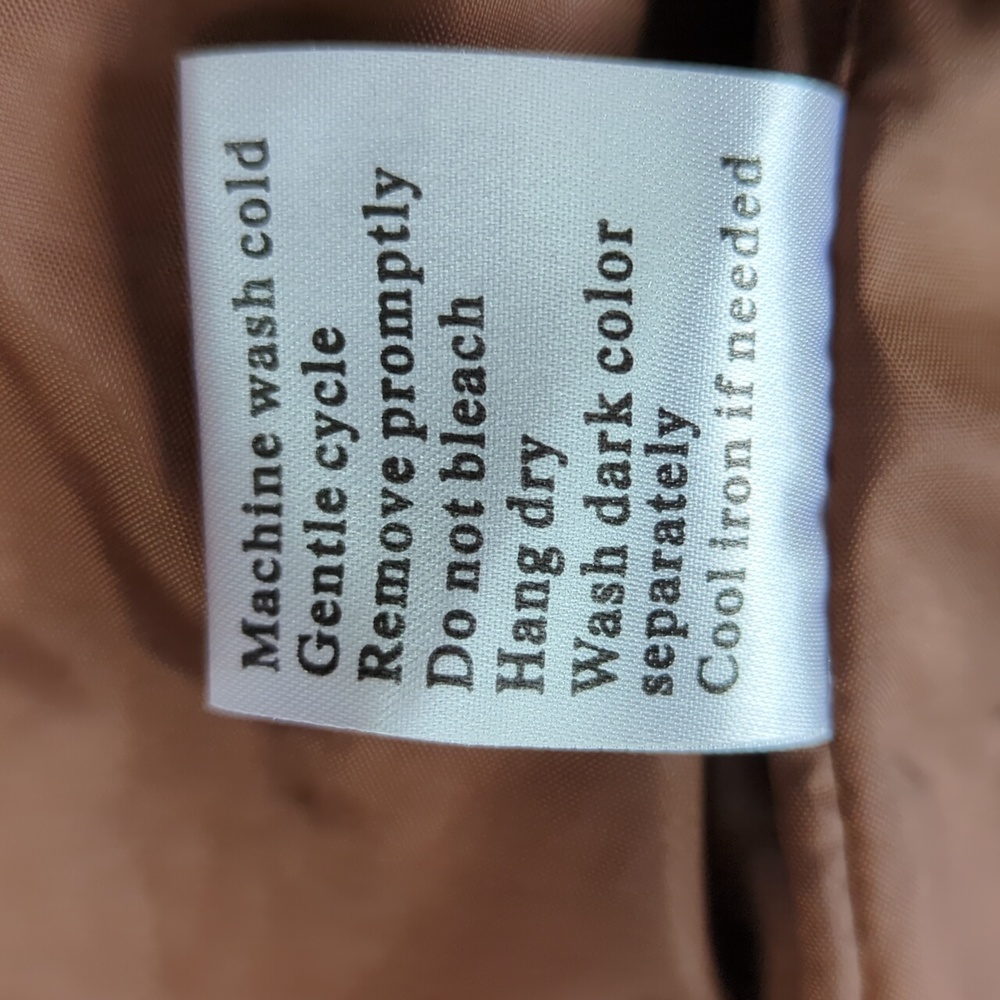 Machine wash cold
Gentle cycle
Remove promptly
Do not bleach
Hang dry
Wash dark color
separately
Cool iron if needed